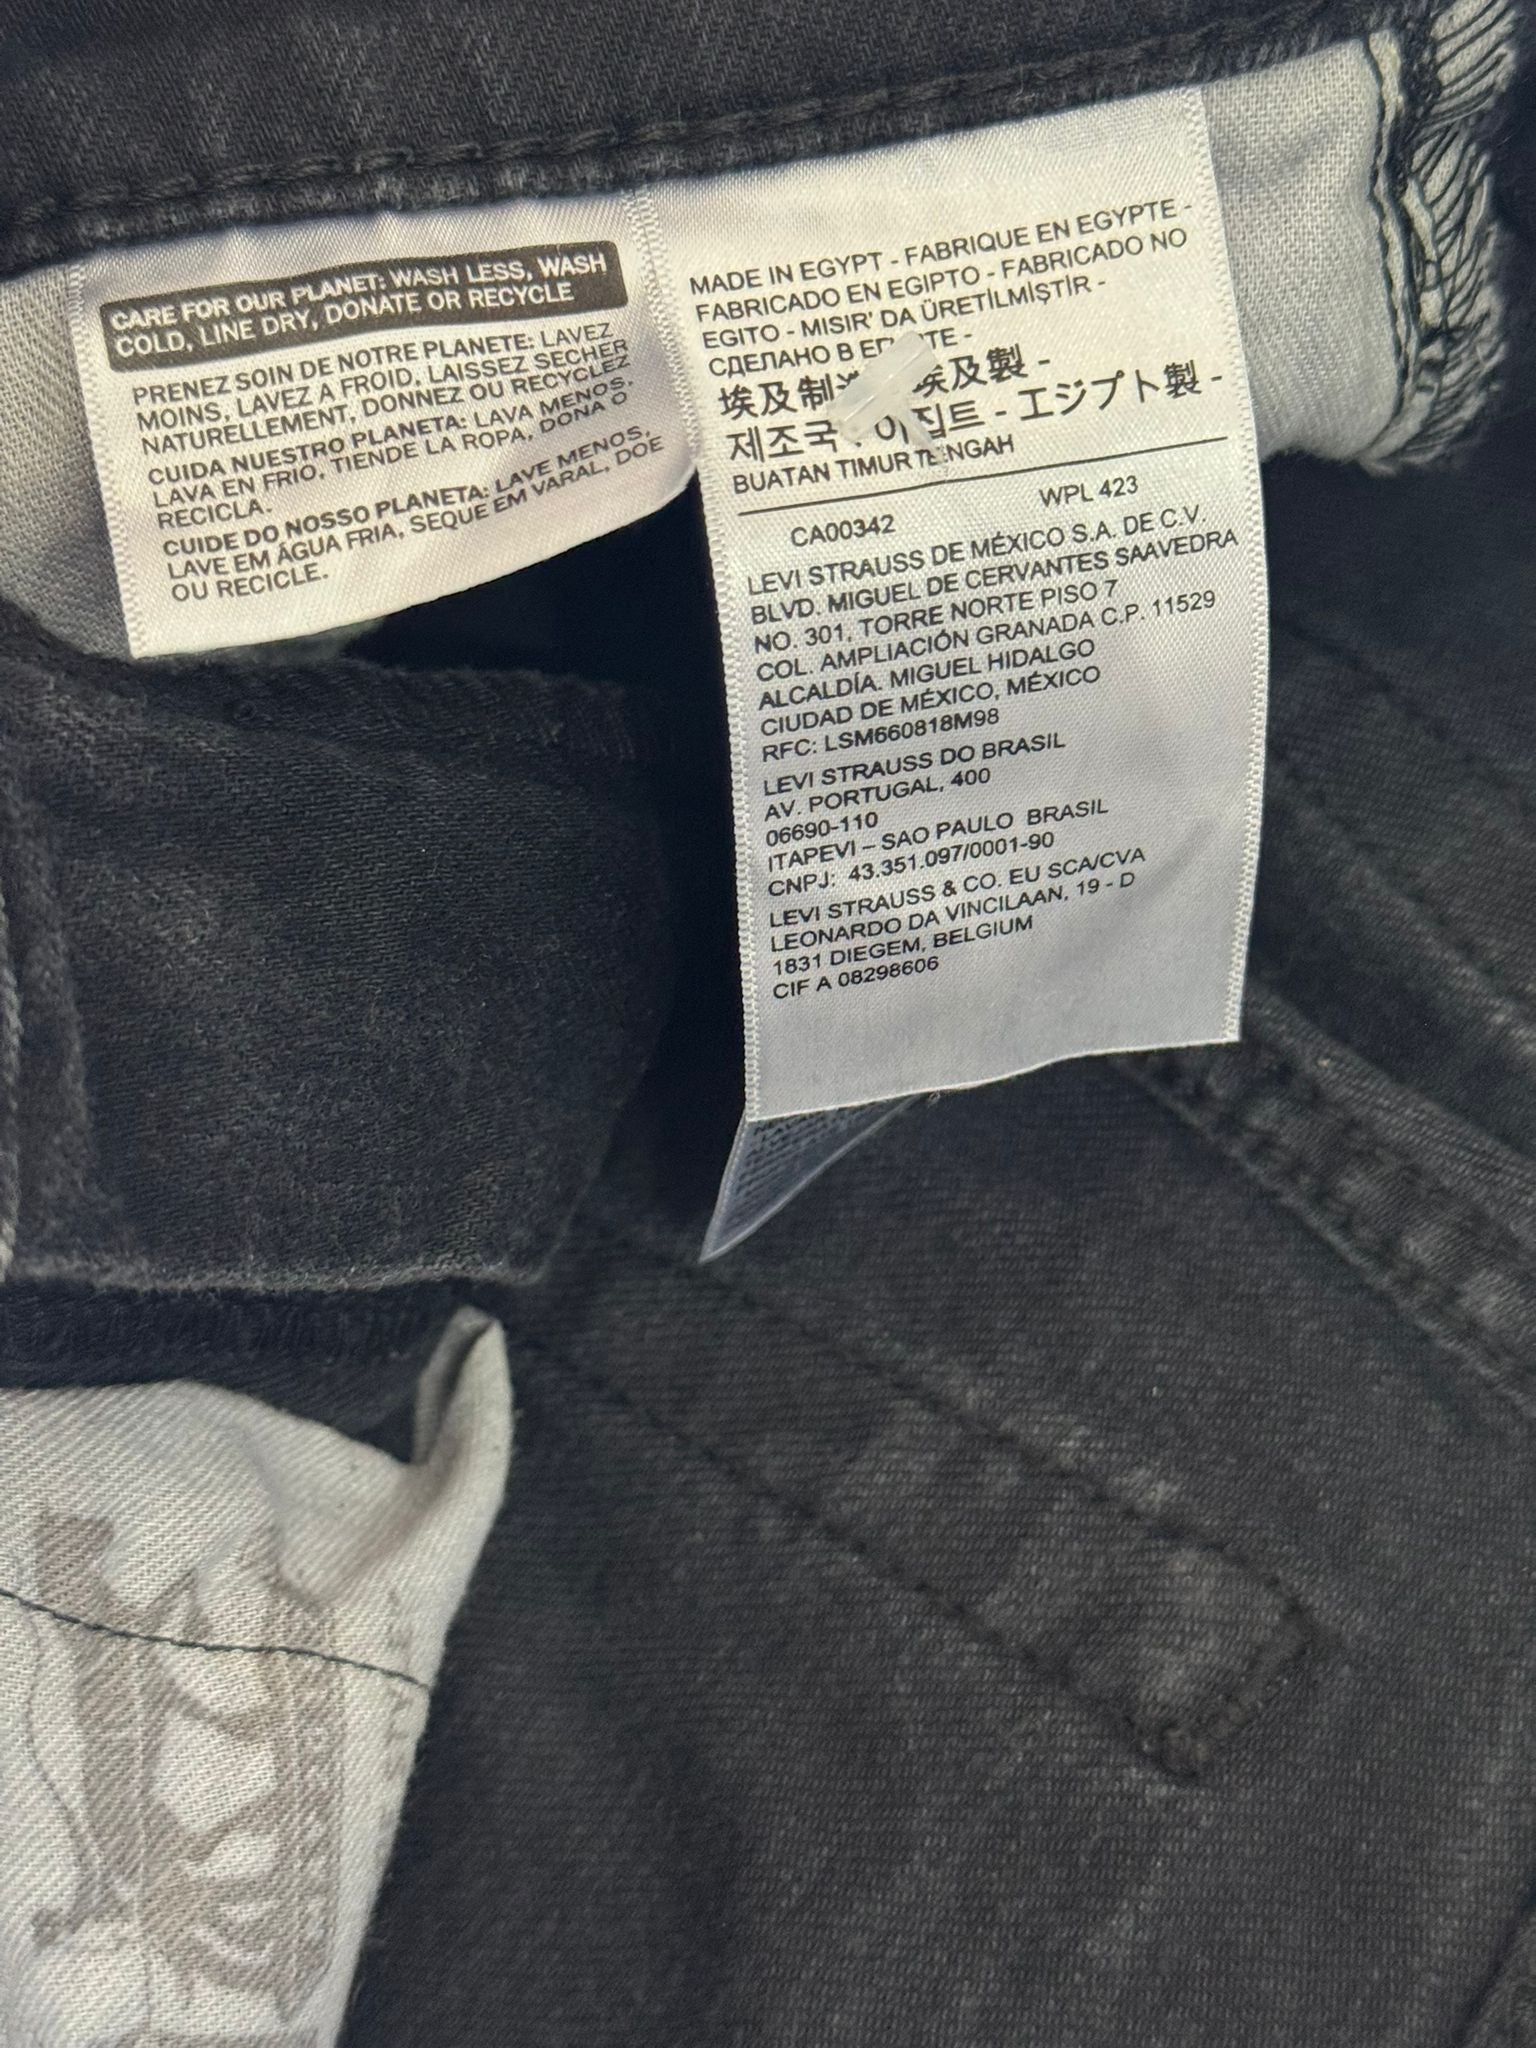 CARE FOR OUR PLANET: WASH LESS, WASH
COLD, LINE DRY, DONATE OR RECYCLE
PRENEZ SOIN DE NOTRE PLANETE: LAVEZ
MOINS, LAVEZ A FROID, LAISSEZ SECHER
NATURELLEMENT, DONNEZ OU RECYCLEZ
CUIDA NUESTRO PLANETA: LAVA MENOS,
LAVA EN FRIO, TIENDE LA ROPA, DONA O
RECICLA.
CUIDE DO NOSSO PLANETA: LAVE MENOS,
LAVE EM ÁGUA FRIA, SEQUE EM VARAL, DOE
OU RECICLE.
MADE IN EGYPT - FABRIQUE EN EGYPTE -
FABRICADO EN EGIPTO - FABRICADO NO
EGITO - MISIR' DA ÜRETİLMİŞTİR -
СДЕЛАНО В -
埃及制 埃及製 -
제조국 : 이집트 - エジプト製 -
BUATAN TIMUR TENGAH
CA00342 WPL 423
LEVI STRAUSS DE MÉXICO S.A. DE C.V.
BLVD. MIGUEL DE CERVANTES SAAVEDRA
NO. 301, TORRE NORTE PISO 7
COL. AMPLIACIÓN GRANADA C.P. 11529
ALCALDÍA. MIGUEL HIDALGO
CIUDAD DE MÉXICO, MÉXICO
RFC: LSM660818M98
LEVI STRAUSS DO BRASIL
AV. PORTUGAL, 400
06690-110
ITAPEVI – SAO PAULO BRASIL
CNPJ: 43.351.097/0001-90
LEVI STRAUSS & CO. EU SCA/CVA
LEONARDO DA VINCILAAN, 19 - D
1831 DIEGEM, BELGIUM
CIF A 08298606